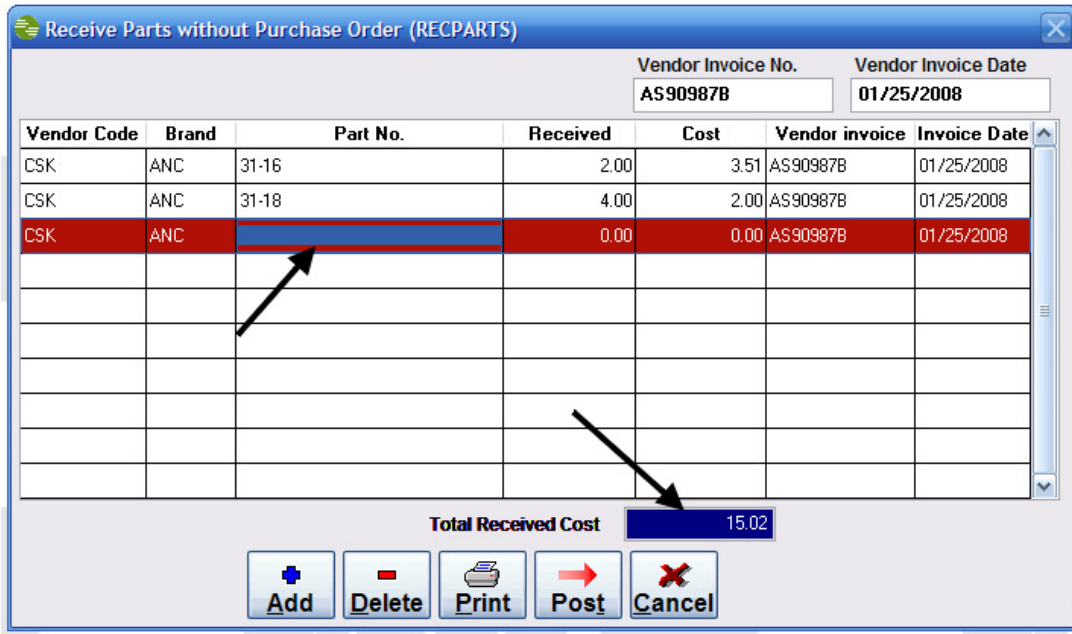 Receive Parts without Purchase Order (RECPARTS)
Vendor Invoice No. Vendor Invoice Date
AS90987B 01/25/2008
Vendor Code Brand Part No. Received Cost Vendor invoice Invoice Date
CSK ANC 31-16 2.00 3.51 AS90987B 01/25/2008
CSK ANC 31-18 4.00 2.00 AS90987B 01/25/2008
CSK ANC 0.00 0.00 AS90987B 01/25/2008
Total Received Cost 15.02
Add Delete Print Post Cancel